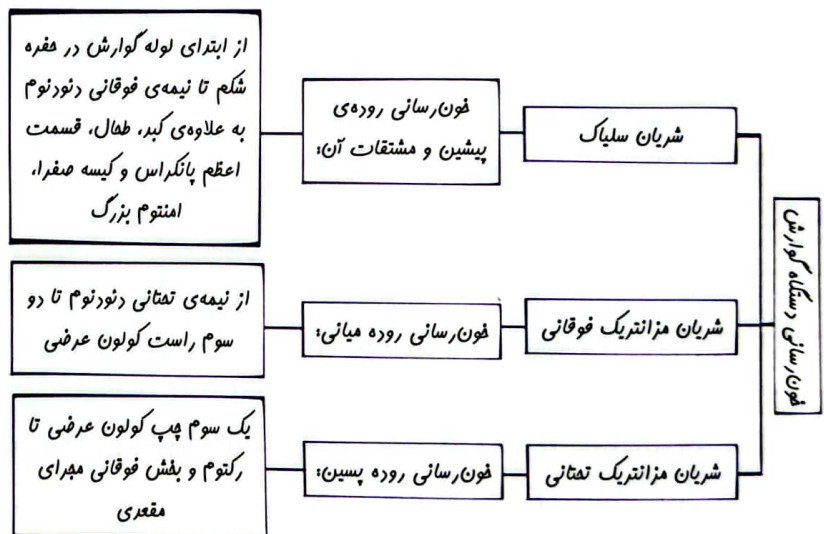 خون‌رسانی دستگاه گوارش
شریان سلیاک
خون‌رسانی روده‌ی
پیشین و مشتقات آن:
از ابتدای لوله گوارش در حفره
شکم تا نیمه‌ی فوقانی دئودنوم
به علاوه‌ی کبد، طحال، قسمت
اعظم پانکراس و کیسه صفرا،
امنتوم بزرگ
شریان مزانتریک فوقانی
خون‌رسانی روده میانی:
از نیمه‌ی تحتانی دئودنوم تا دو
سوم راست کولون عرضی
شریان مزانتریک تحتانی
خون‌رسانی روده پسین:
یک سوم چپ کولون عرضی تا
رکتوم و بخش فوقانی مجرای
مقعدی